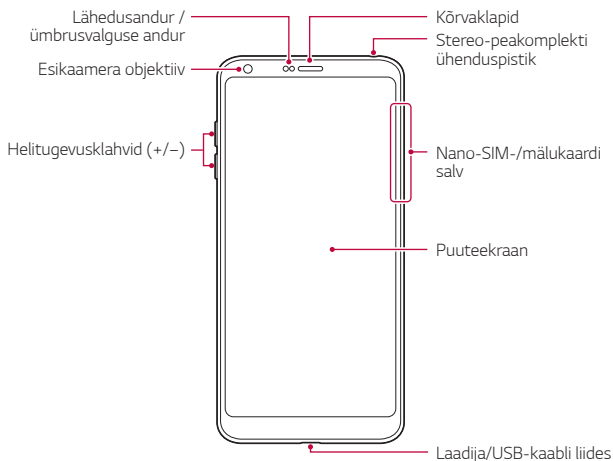 Lähedusandur /
ümbrusvalguse andur
Esikaamera objektiiv
Helitugevusklahvid (+/–)
Kõrvaklapid
Stereo-peakomplekti
ühenduspistik
Nano-SIM-/mälukaardi
salv
Puuteekraan
Laadija/USB-kaabli liides